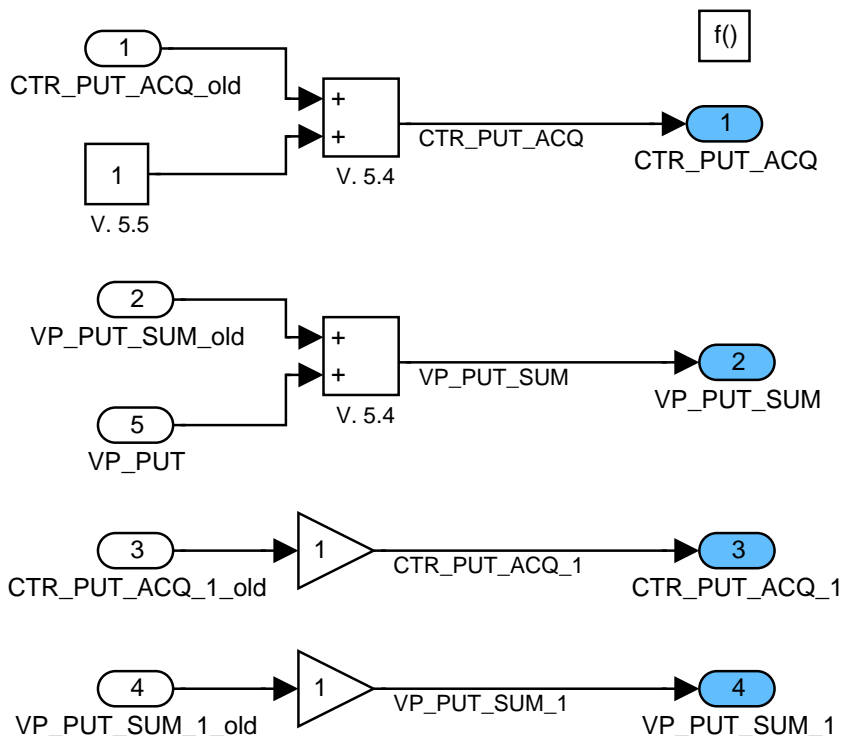 1
CTR_PUT_ACQ_old
f()
+
+
V. 5.4
CTR_PUT_ACQ
1
CTR_PUT_ACQ
1
V. 5.5
2
VP_PUT_SUM_old
+
+
V. 5.4
VP_PUT_SUM
2
VP_PUT_SUM
5
VP_PUT
3
CTR_PUT_ACQ_1_old
1
CTR_PUT_ACQ_1
3
CTR_PUT_ACQ_1
4
VP_PUT_SUM_1_old
1
VP_PUT_SUM_1
4
VP_PUT_SUM_1